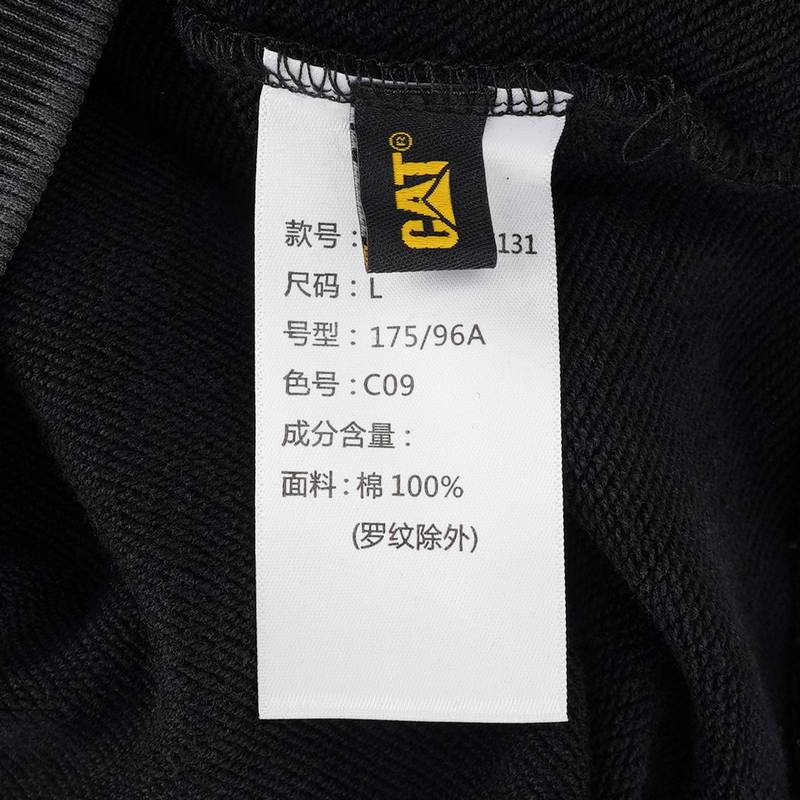 CAT®
款号: 131
尺码: L
号型: 175/96A
色号: C09
成分含量:
面料: 棉 100%
(罗纹除外)